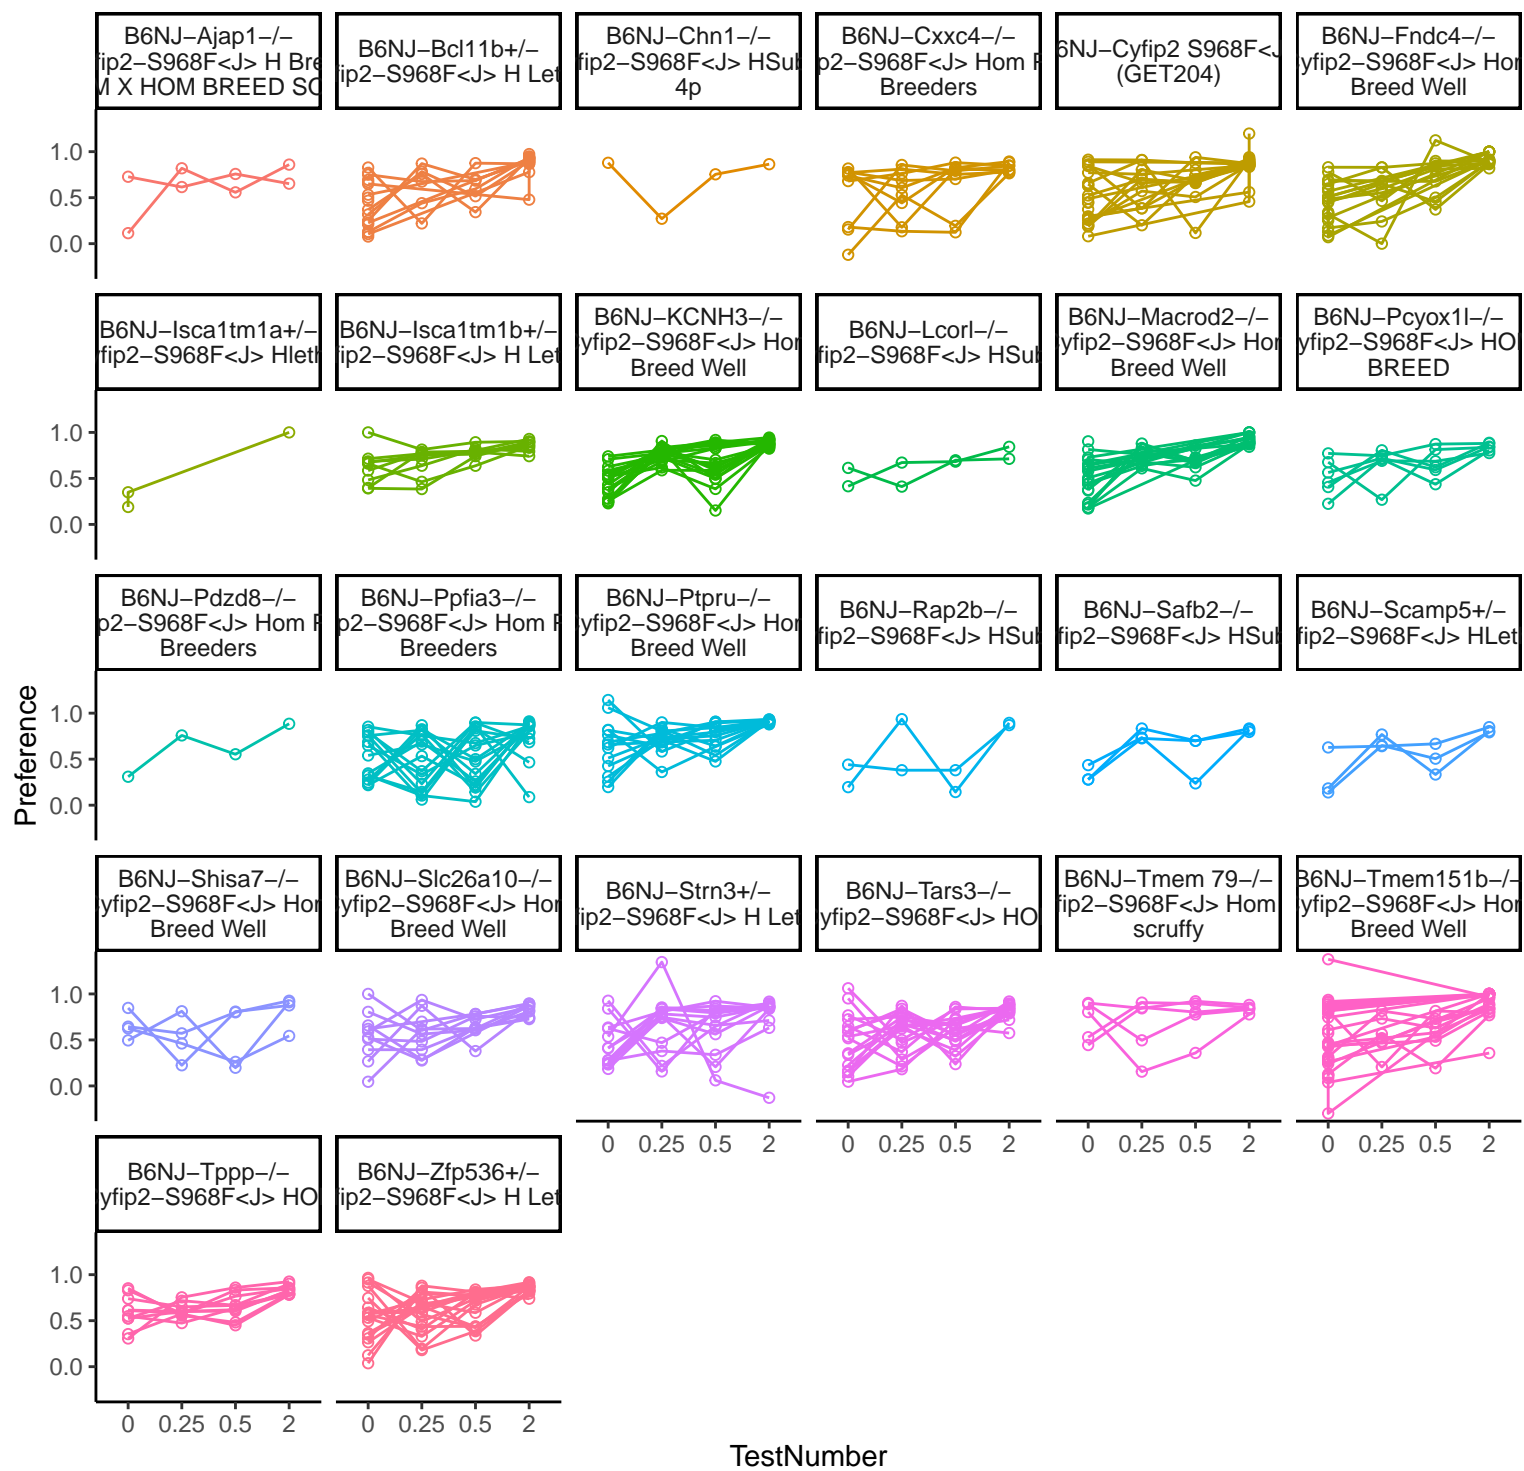 B6NJ−Ajap1−/− B6NJ−Bcl11b+/− B6NJ−Chn1−/− B6NJ−Cxxc4−/− 6NJ−Cyfip2 S968F<J B6NJ−Fndc4−/−
fip2−S968F<J> H Bre fip2−S968F<J> H Let fip2−S968F<J> HSub p2−S968F<J> Hom P (GET204) yfip2−S968F<J> Hom
M X HOM BREED SO 4p Breeders Breed Well
1.0
0.5
0.0
B6NJ−Isca1tm1a+/− B6NJ−Isca1tm1b+/− B6NJ−KCNH3−/− B6NJ−Lcorl−/− B6NJ−Macrod2−/− B6NJ−Pcyox1l−/−
fip2−S968F<J> Hleth fip2−S968F<J> H Let yfip2−S968F<J> Hom fip2−S968F<J> HSub yfip2−S968F<J> Hom yfip2−S968F<J> HOM
Breed Well Breed Well BREED
1.0
0.5
0.0
B6NJ−Pdzd8−/− B6NJ−Ppfia3−/− B6NJ−Ptpru−/− B6NJ−Rap2b−/− B6NJ−Safb2−/− B6NJ−Scamp5+/−
p2−S968F<J> Hom P p2−S968F<J> Hom P yfip2−S968F<J> Hom fip2−S968F<J> HSub fip2−S968F<J> HSub fip2−S968F<J> HLet
Breeders Breeders Breed Well
1.0
0.5
0.0
Preference
B6NJ−Shisa7−/− B6NJ−Slc26a10−/− B6NJ−Strn3+/− B6NJ−Tars3−/− B6NJ−Tmem 79−/− B6NJ−Tmem151b−/−
yfip2−S968F<J> Hom yfip2−S968F<J> Hom fip2−S968F<J> H Let yfip2−S968F<J> HO fip2−S968F<J> Hom yfip2−S968F<J> Hom
Breed Well Breed Well scruffy Breed Well
1.0
0.5
0.0
0 0.25 0.5 2 0 0.25 0.5 2 0 0.25 0.5 2 0 0.25 0.5 2
B6NJ−Tppp−/− B6NJ−Zfp536+/−
yfip2−S968F<J> HO fip2−S968F<J> H Let
1.0
0.5
0.0
0 0.25 0.5 2 0 0.25 0.5 2
TestNumber